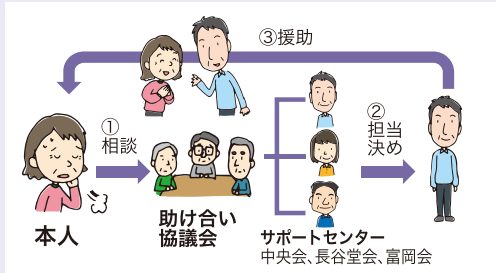 ③援助
①
相談
②
担当
決め
本人
助け合い
協議会
サポートセンター
中央会、長谷堂会、富岡会